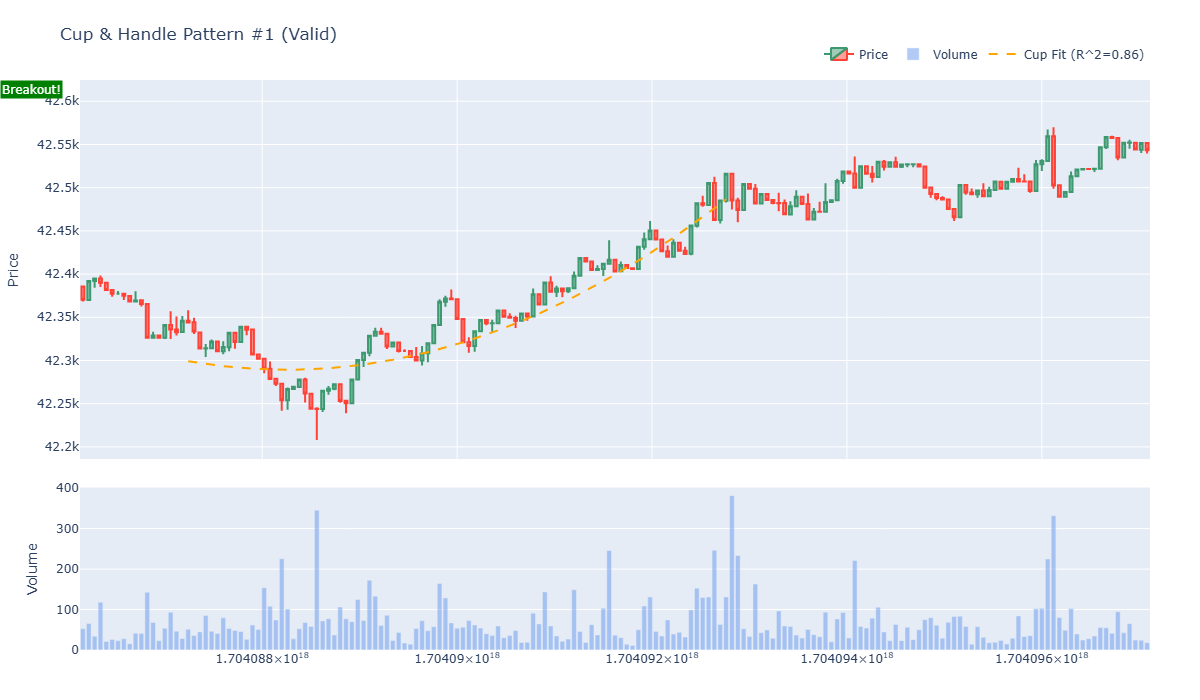 Cup & Handle Pattern #1 (Valid)
Price
Volume
Cup Fit (R^2=0.86)
Breakout!
42.6k
42.55k
42.5k
42.45k
42.4k
42.35k
42.3k
42.25k
42.2k
Price
400
300
200
100
0
Volume
1.704088×10¹⁸
1.70409×10¹⁸
1.704092×10¹⁸
1.704094×10¹⁸
1.704096×10¹⁸